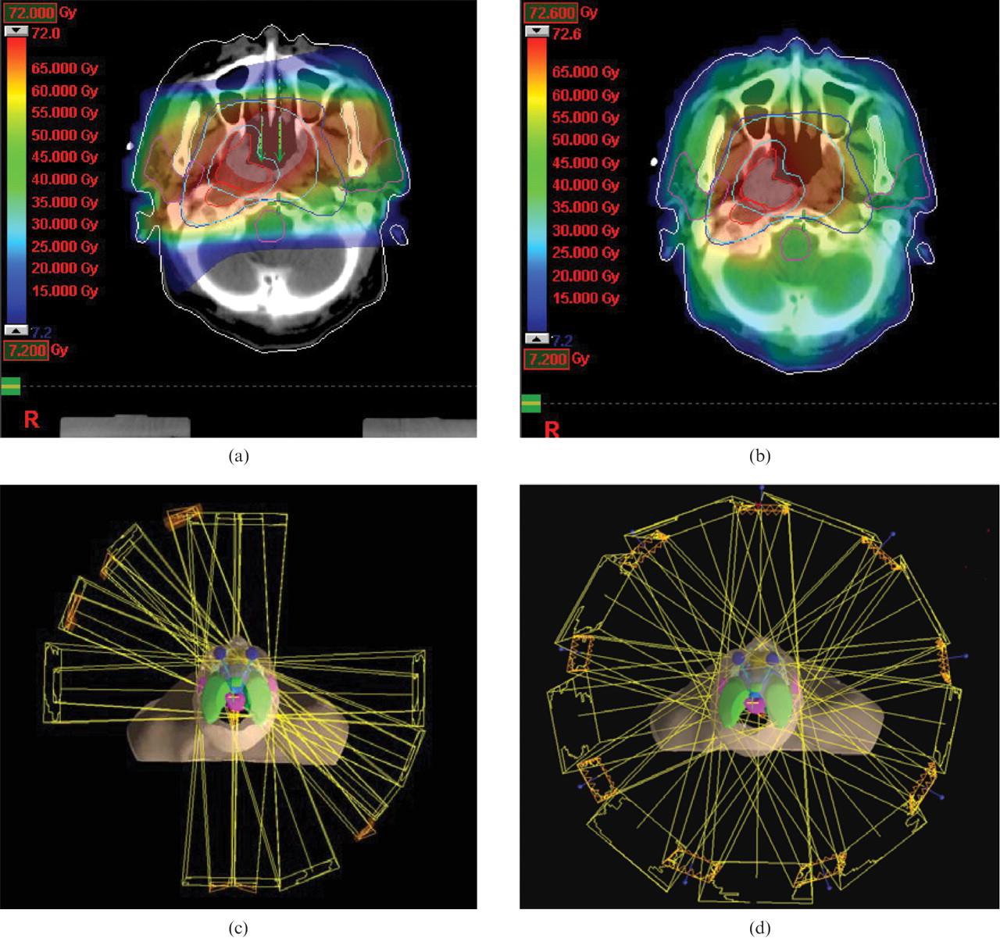 72.000 Gy
72.0
65.000 Gy
60.000 Gy
55.000 Gy
50.000 Gy
45.000 Gy
40.000 Gy
35.000 Gy
30.000 Gy
25.000 Gy
20.000 Gy
15.000 Gy
7.2
7.200 Gy
R
(a)
72.600 Gy
72.6
65.000 Gy
60.000 Gy
55.000 Gy
50.000 Gy
45.000 Gy
40.000 Gy
35.000 Gy
30.000 Gy
25.000 Gy
20.000 Gy
15.000 Gy
7.2
7.200 Gy
R
(b)
(c)
(d)